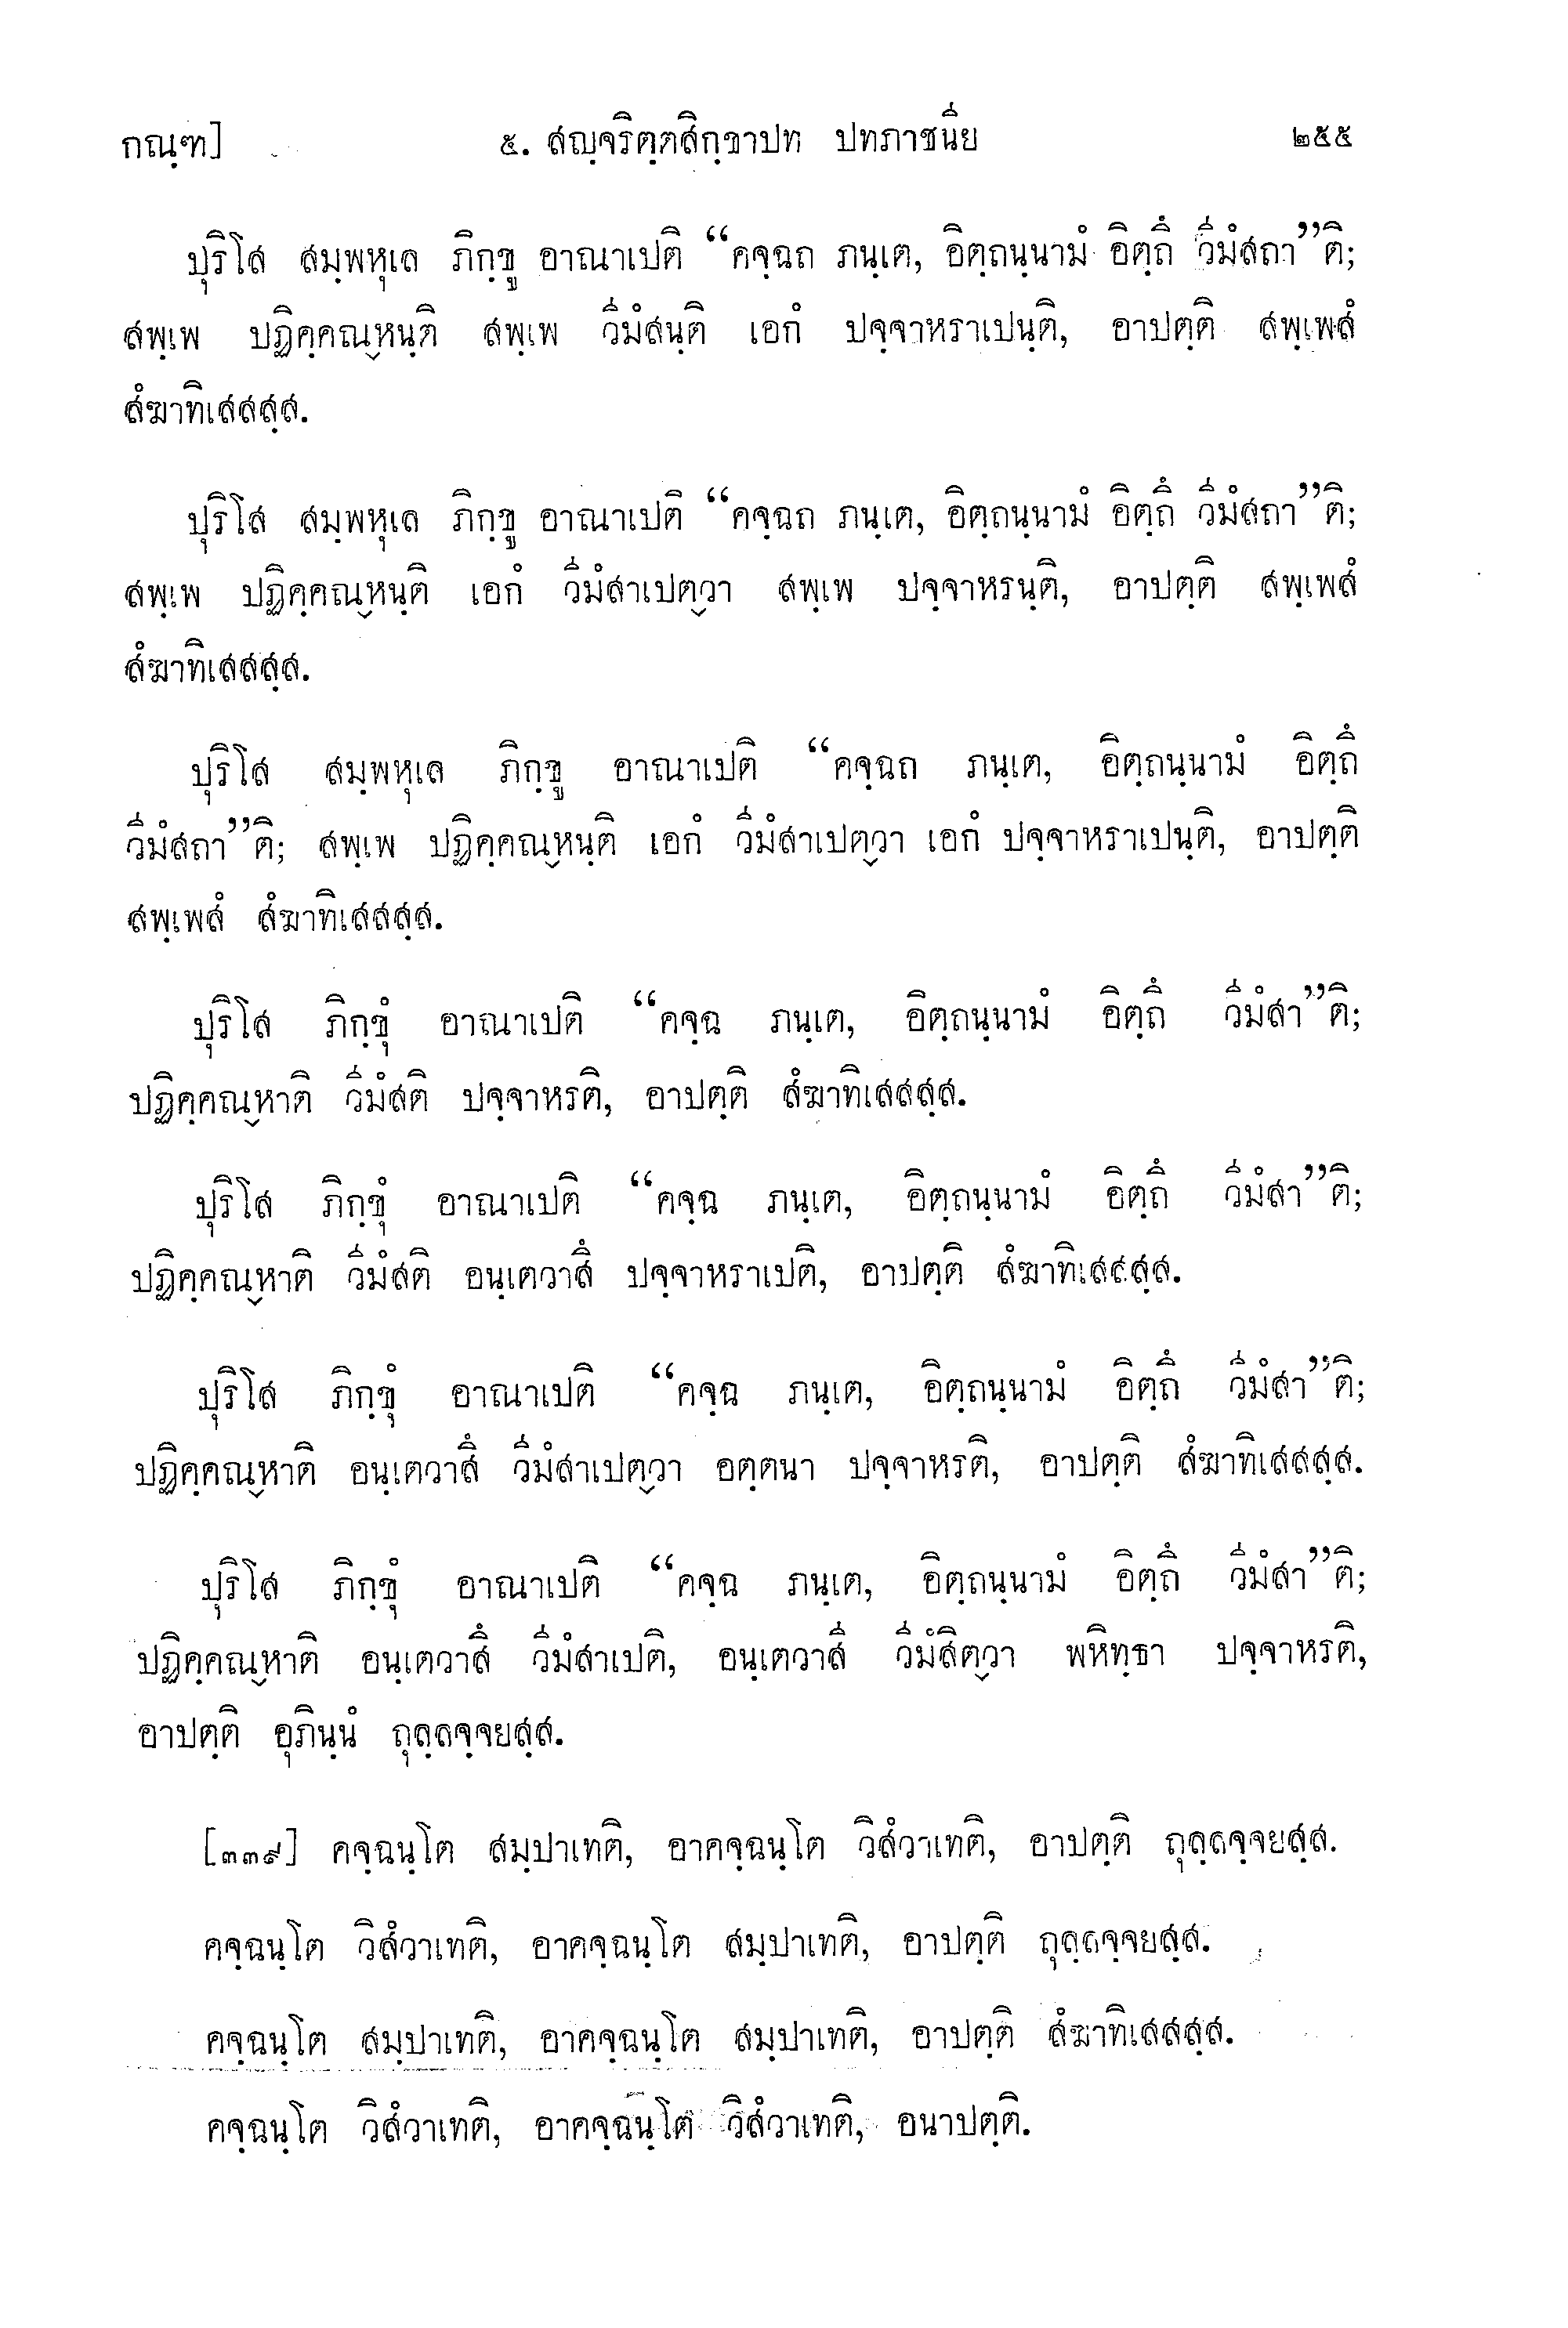 กณฺฑ] ๕. สญฺจริตฺตสิกฺขาปท ปทภาชนีย ๒๕๕
ปุริโส สมฺพหุเล ภิกฺขู อาณาเปติ “คจฺฉถ ภนฺเต, อิตฺถนฺนามํ อิตฺถึ วีมํสถา”ติ;
สพฺเพ ปฏิคฺคณฺหนฺติ สพฺเพ วีมํสนฺติ เอกํ ปจฺจาหราเปนฺติ, อาปตฺติ สพฺเพสํ
สํฆาทิเสสสฺส.
ปุริโส สมฺพหุเล ภิกฺขู อาณาเปติ “คจฺฉถ ภนฺเต, อิตฺถนฺนามํ อิตฺถึ วีมํสถา”ติ;
สพฺเพ ปฏิคฺคณฺหนฺติ เอกํ วีมํสาเปตฺวา สพฺเพ ปจฺจาหรนฺติ, อาปตฺติ สพฺเพสํ
สํฆาทิเสสสฺส.
ปุริโส สมฺพหุเล ภิกฺขู อาณาเปติ “คจฺฉถ ภนฺเต, อิตฺถนฺนามํ อิตฺถึ
วีมํสถา”ติ; สพฺเพ ปฏิคฺคณฺหนฺติ เอกํ วีมํสาเปตฺวา เอกํ ปจฺจาหราเปนฺติ, อาปตฺติ
สพฺเพสํ สํฆาทิเสสสฺส.
ปุริโส ภิกฺขุํ อาณาเปติ “คจฺฉ ภนฺเต, อิตฺถนฺนามํ อิตฺถึ วีมํสา”ติ;
ปฏิคฺคณฺหาติ วีมํสติ ปจฺจาหรติ, อาปตฺติ สํฆาทิเสสสฺส.
ปุริโส ภิกฺขุํ อาณาเปติ “คจฺฉ ภนฺเต, อิตฺถนฺนามํ อิตฺถึ วีมํสา”ติ;
ปฏิคฺคณฺหาติ วีมํสติ อนฺเตวาสึ ปจฺจาหราเปติ, อาปตฺติ สํฆาทิเสสสฺส.
ปุริโส ภิกฺขุํ อาณาเปติ “คจฺฉ ภนฺเต, อิตฺถนฺนามํ อิตฺถึ วีมํสา”ติ;
ปฏิคฺคณฺหาติ อนฺเตวาสึ วีมํสาเปตฺวา อตฺตนา ปจฺจาหรติ, อาปตฺติ สํฆาทิเสสสฺส.
ปุริโส ภิกฺขุํ อาณาเปติ “คจฺฉ ภนฺเต, อิตฺถนฺนามํ อิตฺถึ วีมํสา”ติ;
ปฏิคฺคณฺหาติ อนฺเตวาสึ วีมํสาเปติ, อนฺเตวาสี วีมํสิตฺวา พหิทฺธา ปจฺจาหรติ,
อาปตฺติ อุภินฺนํ ถุลฺลจฺจยสฺส.
[๓๓๙] คจฺฉนฺโต สมฺปาเทติ, อาคจฺฉนฺโต วิสํวาเทติ, อาปตฺติ ถุลฺลจฺจยสฺส.
คจฺฉนฺโต วิสํวาเทติ, อาคจฺฉนฺโต สมฺปาเทติ, อาปตฺติ ถุลฺลจฺจยสฺส.
คจฺฉนฺโต สมฺปาเทติ, อาคจฺฉนฺโต สมฺปาเทติ, อาปตฺติ สํฆาทิเสสสฺส.
คจฺฉนฺโต วิสํวาเทติ, อาคจฺฉนฺโต วิสํวาเทติ, อนาปตฺติ.